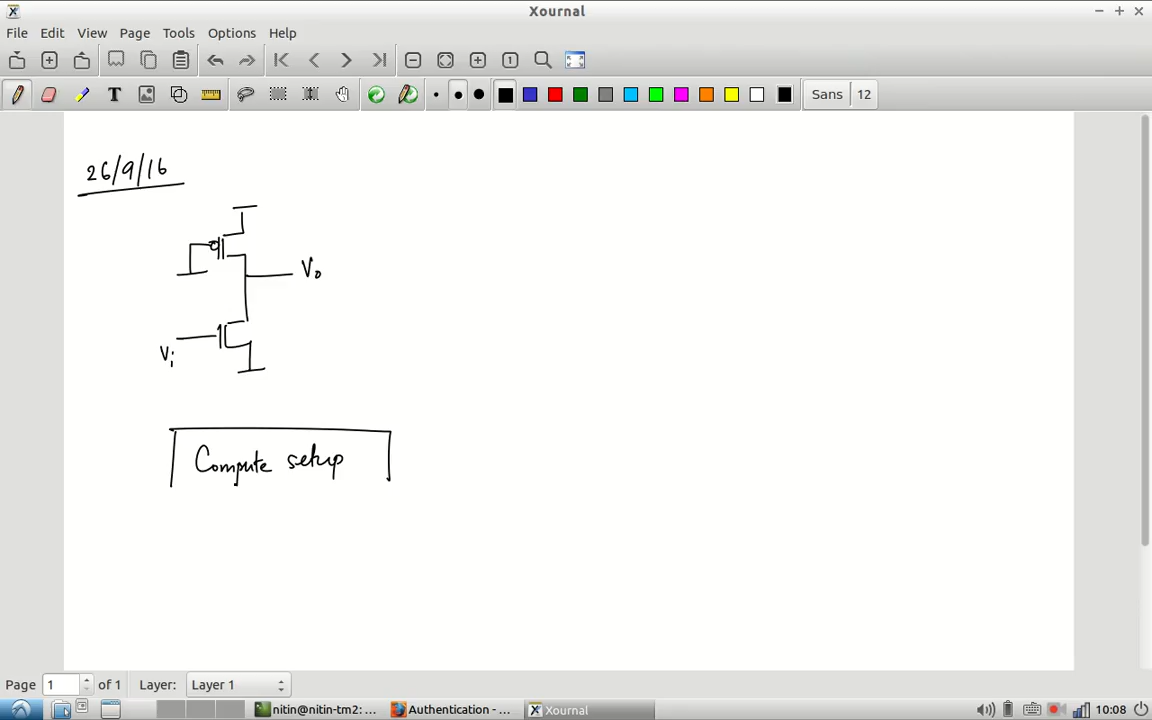 Xournal
File Edit View Page Tools Options Help
T Sans 12
26/9/16
Vo
Vi
Compute setup
Page 1 of 1 Layer: Layer 1
nitin@nitin-tm2: ... Authentication - ... Xournal 10:08